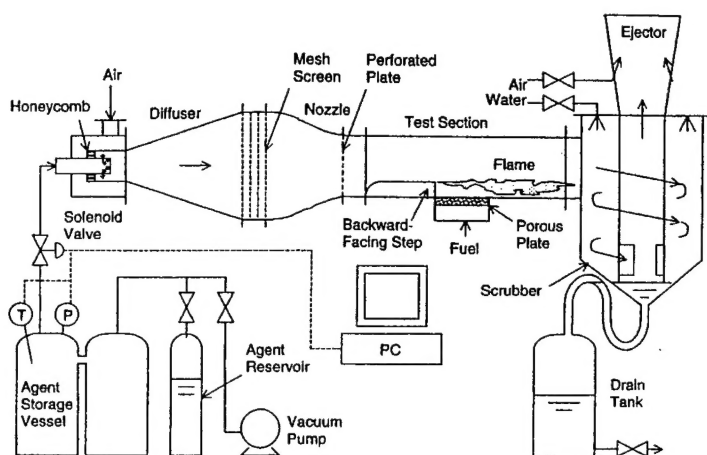 Ejector
Air
Mesh
Screen
Perforated
Plate
Air
Water
Honeycomb
Diffuser
Nozzle
Test Section
Flame
Solenoid
Valve
Backward-
Facing Step
Fuel
Porous
Plate
Scrubber
T
P
PC
Agent
Storage
Vessel
Agent
Reservoir
Vacuum
Pump
Drain
Tank